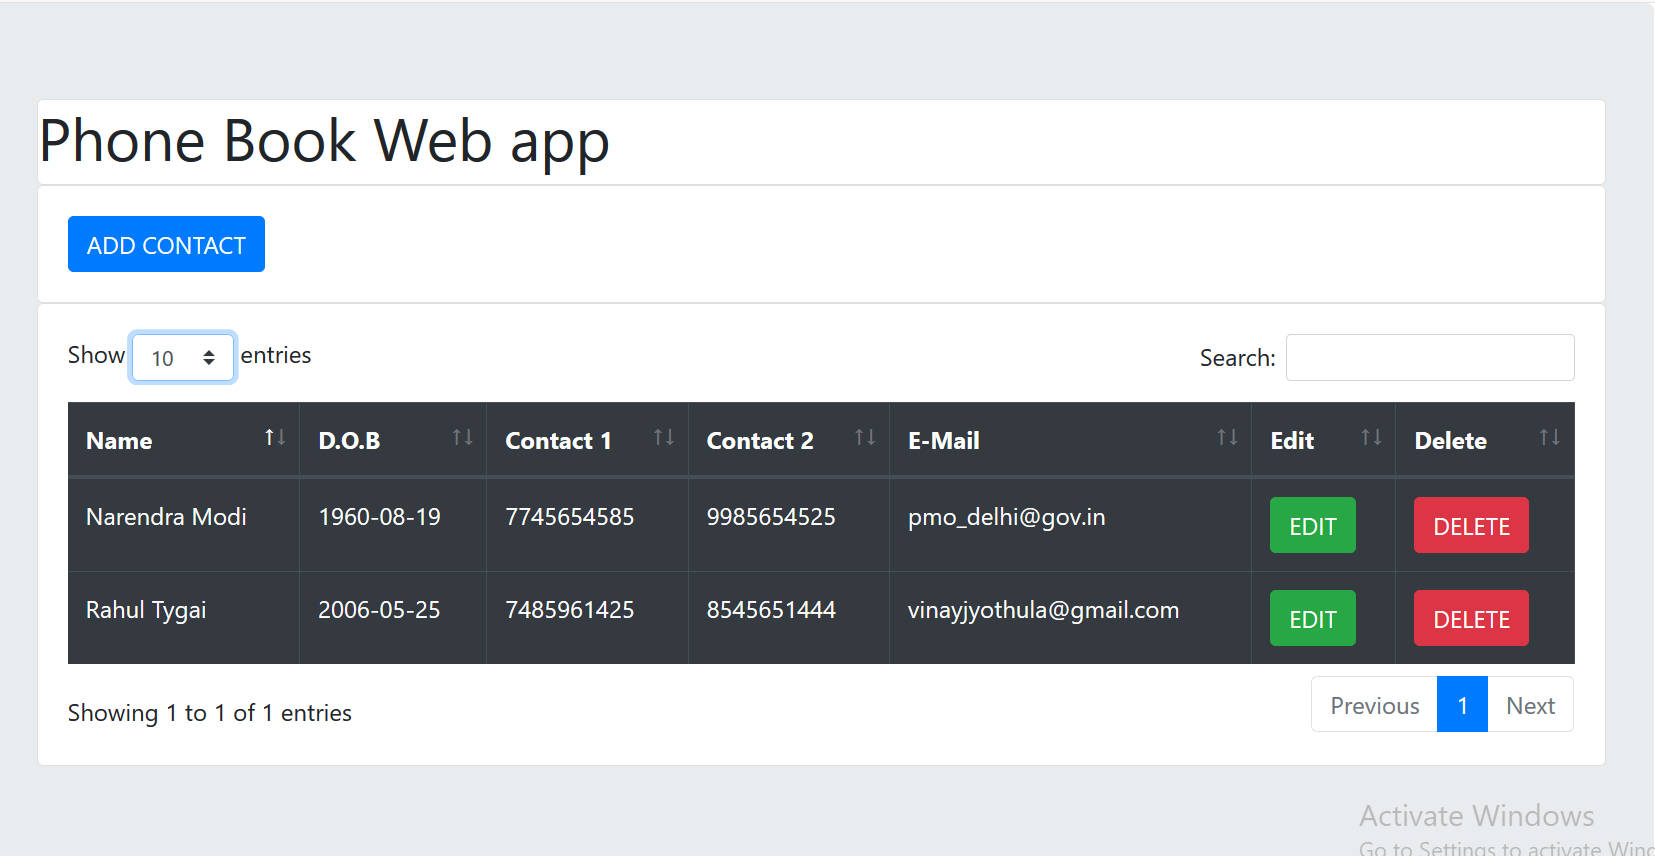 Phone Book Web app
ADD CONTACT
Show 10 entries Search:
Name D.O.B Contact 1 Contact 2 E-Mail Edit Delete
Narendra Modi 1960-08-19 7745654585 9985654525 pmo_delhi@gov.in EDIT DELETE
Rahul Tygai 2006-05-25 7485961425 8545651444 vinayjyothula@gmail.com EDIT DELETE
Showing 1 to 1 of 1 entries Previous 1 Next
Activate Windows
Go to Settings to activate